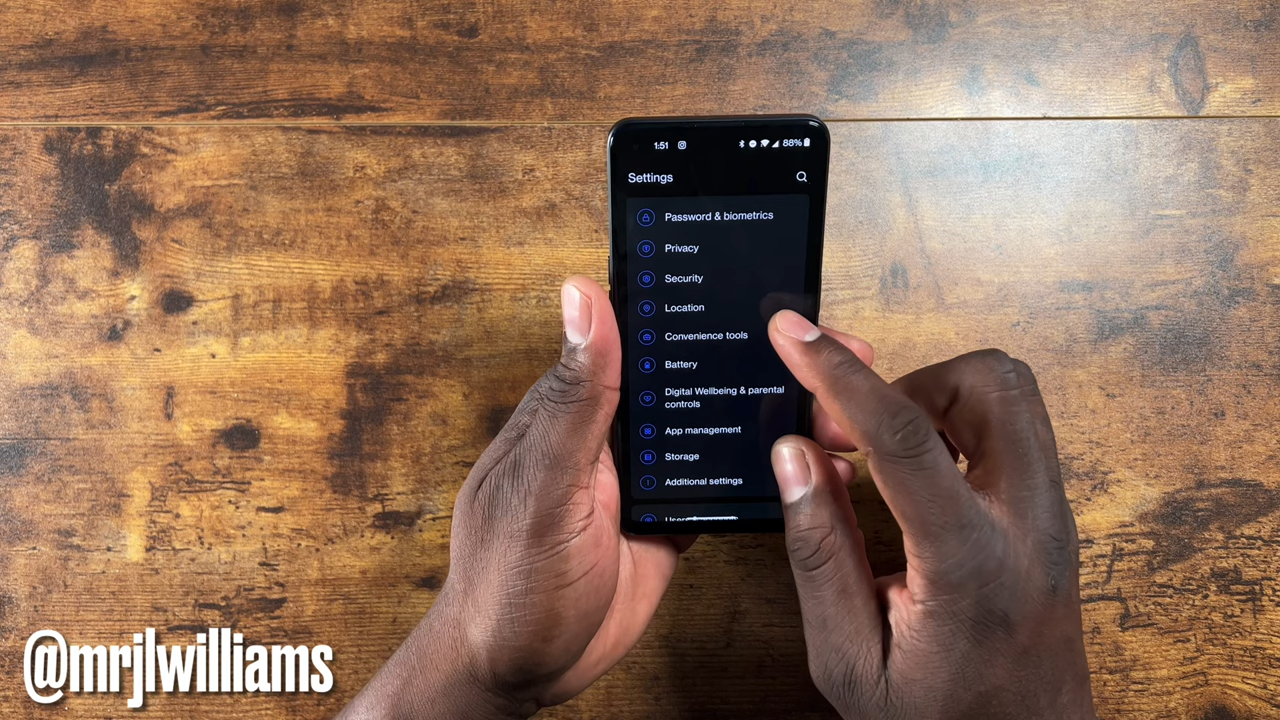 1:51
88%
Settings
Password & biometrics
Privacy
Security
Location
Convenience tools
Battery
Digital Wellbeing & parental
controls
App management
Storage
Additional settings
@mrjlwilliams